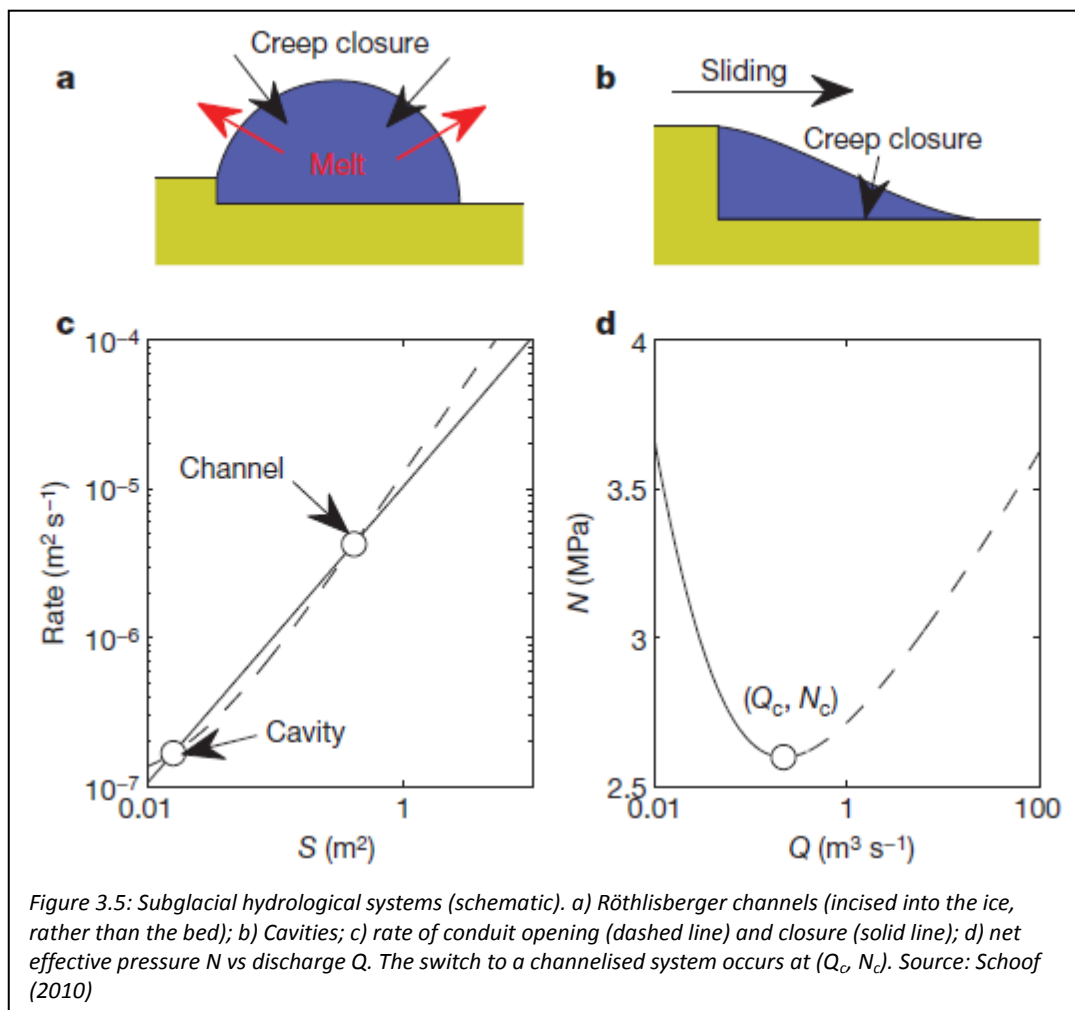 a
Creep closure
Melt
b
Sliding
Creep closure
c
10⁻⁴
10⁻⁵
10⁻⁶
10⁻⁷
Rate (m² s⁻¹)
Channel
Cavity
0.01
1
S (m²)
d
4
3.5
3
2.5
N (MPa)
(Qc, Nc)
0.01
1
100
Q (m³ s⁻¹)
Figure 3.5: Subglacial hydrological systems (schematic). a) Röthlisberger channels (incised into the ice,
rather than the bed); b) Cavities; c) rate of conduit opening (dashed line) and closure (solid line); d) net
effective pressure N vs discharge Q. The switch to a channelised system occurs at (Qc, Nc). Source: Schoof
(2010)